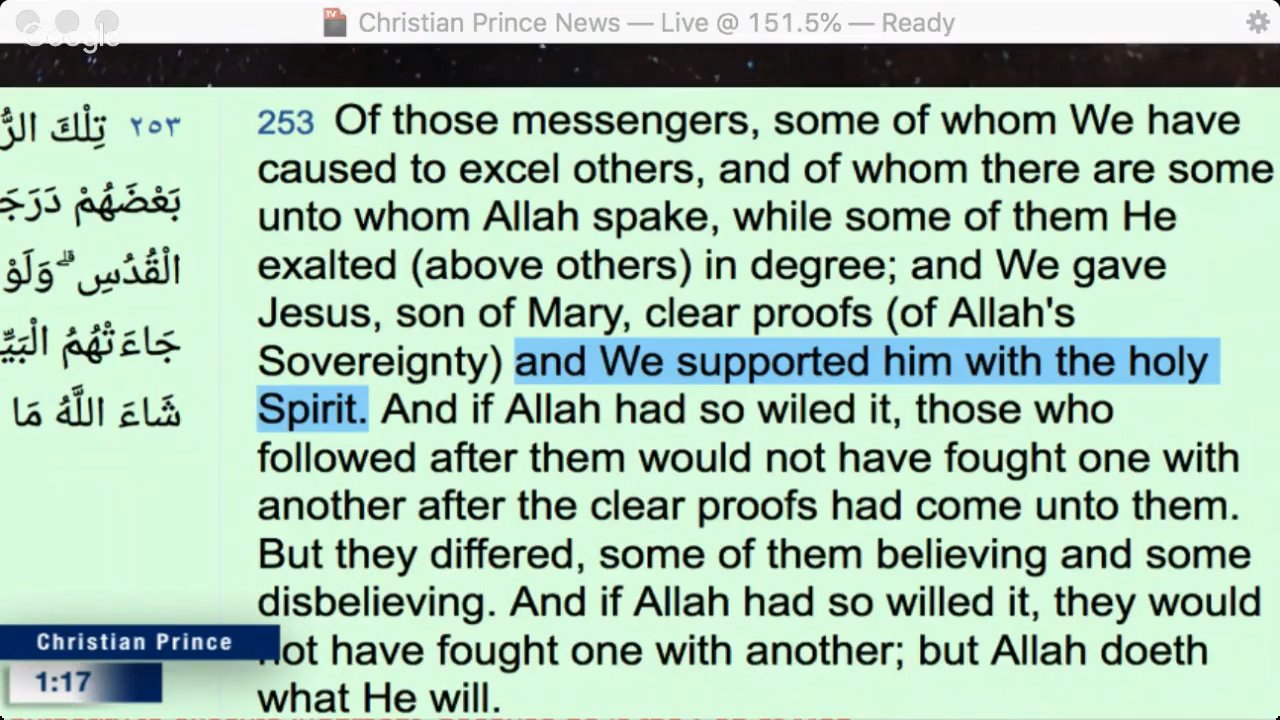 Christian Prince News — Live @ 151.5% — Ready
Google
TV
٢٥٣ تِلْكَ
بَعْضَهُمْ
الْقُدُسِ ۗ وَلَوْ
جَاءَتْهُمُ
شَاءَ اللَّهُ مَا
253 Of those messengers, some of whom We have
caused to excel others, and of whom there are some
unto whom Allah spake, while some of them He
exalted (above others) in degree; and We gave
Jesus, son of Mary, clear proofs (of Allah's
Sovereignty) and We supported him with the holy
Spirit. And if Allah had so wiled it, those who
followed after them would not have fought one with
another after the clear proofs had come unto them.
But they differed, some of them believing and some
disbelieving. And if Allah had so willed it, they would
not have fought one with another; but Allah doeth
what He will.
Christian Prince
1:17